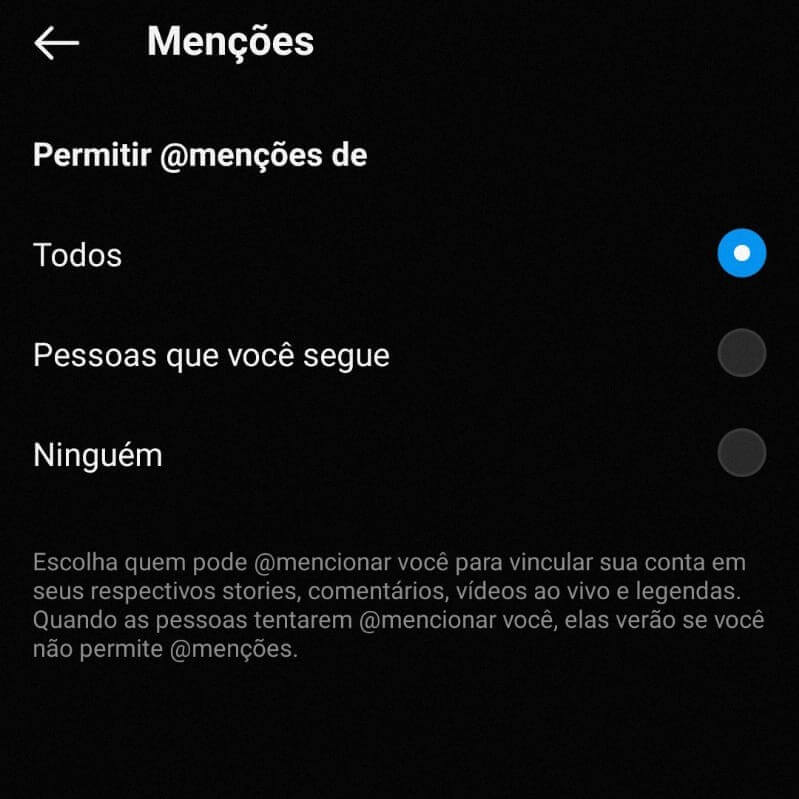 Menções
Permitir @menções de
Todos
Pessoas que você segue
Ninguém
Escolha quem pode @mencionar você para vincular sua conta em
seus respectivos stories, comentários, vídeos ao vivo e legendas.
Quando as pessoas tentarem @mencionar você, elas verão se você
não permite @menções.